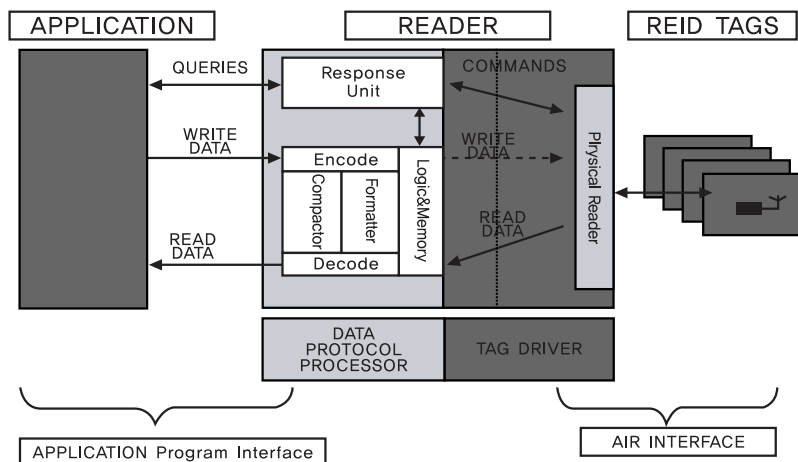 APPLICATION
READER
REID TAGS
QUERIES
Response
Unit
COMMANDS
WRITE
DATA
Encode
Compactor
Formatter
Logic&Memory
Decode
WRITE
DATA
READ
DATA
READ
DATA
PIrysical Reader
DATA
PROTOCOL
PROCESSOR
TAG DRIVER
APPLICATION Program Interface
AIR INTERFACE